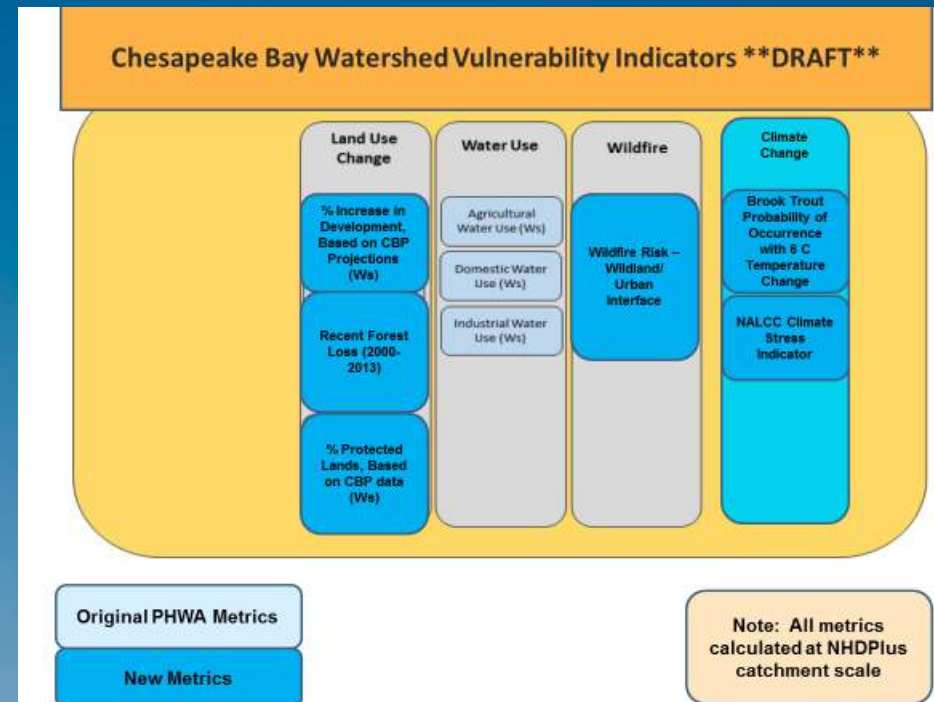 Chesapeake Bay Watershed Vulnerability Indicators **DRAFT**
Land Use
Change
% Increase in
Development,
Based on CBP
Projections
(Ws)
Recent Forest
Loss (2000-
2013)
% Protected
Lands, Based
on CBP data
(Ws)
Water Use
Agricultural
Water Use (Ws)
Domestic Water
Use (Ws)
Industrial Water
Use (Ws)
Wildfire
Wildfire Risk –
Wildland/
Urban
Interface
Climate
Change
Brook Trout
Probability of
Occurrence
with 6 C
Temperature
Change
NALCC Climate
Stress
Indicator
Original PHWA Metrics
New Metrics
Note: All metrics
calculated at NHDPlus
catchment scale